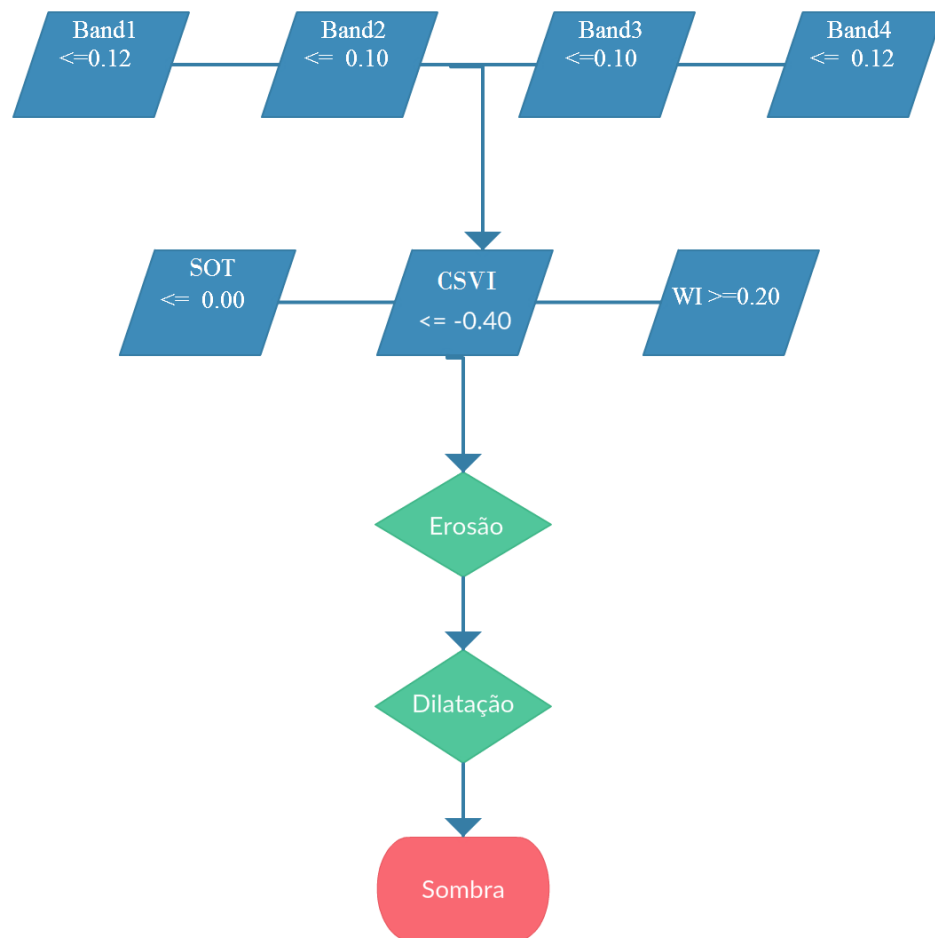 Band1
<=0.12
Band2
<= 0.10
Band3
<=0.10
Band4
<= 0.12
SOT
<= 0.00
CSVI
<= -0.40
WI >=0.20
Erosão
Dilatação
Sombra